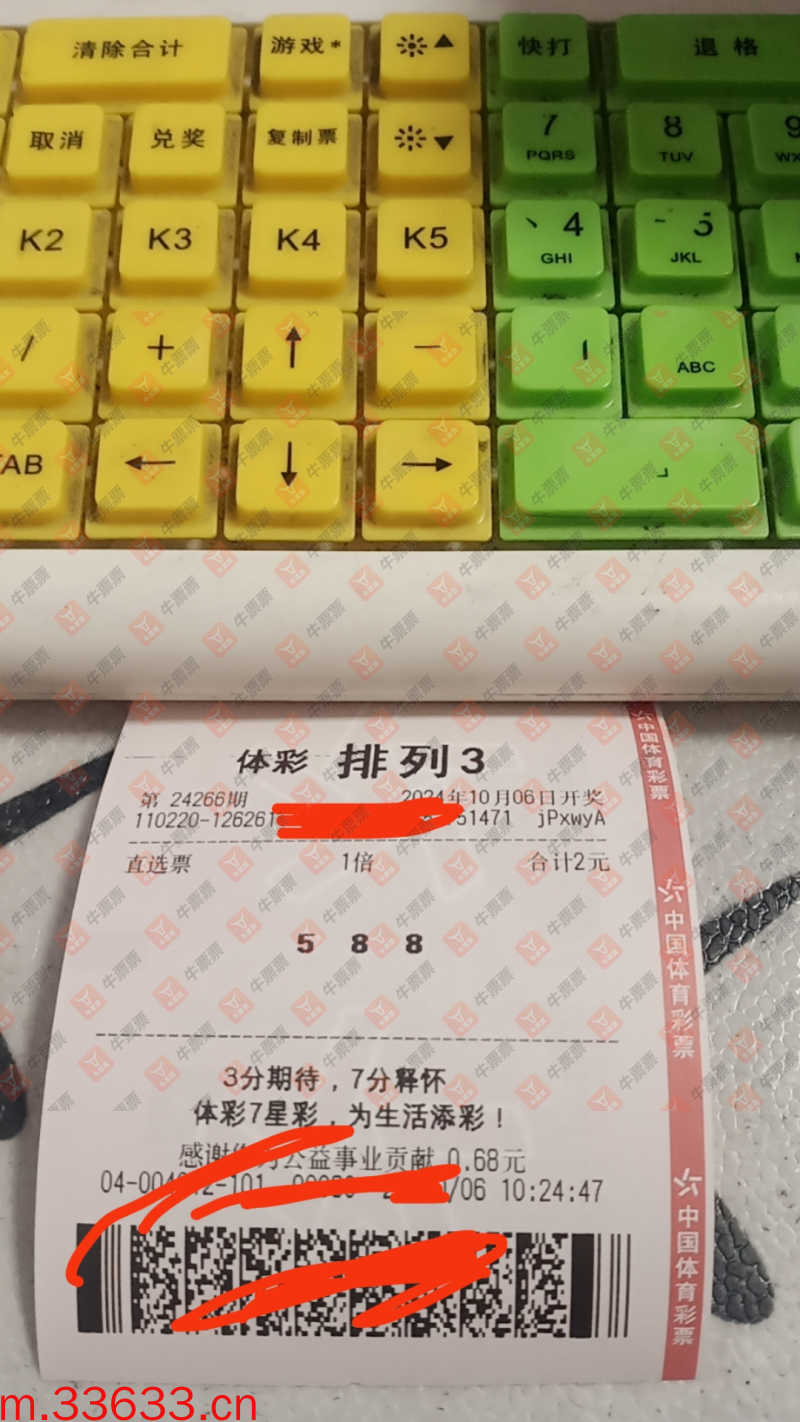 清除合计 游戏* ▲ 快打 退格
取消 兑奖 复制票 ▼ 7 PQRS 8 TUV 9
K2 K3 K4 K5 4 GHI 5 JKL
/ + ↑ - ABC
TAB ← ↓ →
体彩 排列3
第 24266期 2024年10月06日开奖
110220-126261 51471 jPxwyA
直选票 1倍 合计2元
5 8 8
3分期待，7分释怀
体彩7星彩，为生活添彩！
感谢 公益事业贡献 0.68元
/06 10:24:47
中国体育彩票
中国体育彩票
中国体育彩票
牛票票
m.33633.cn